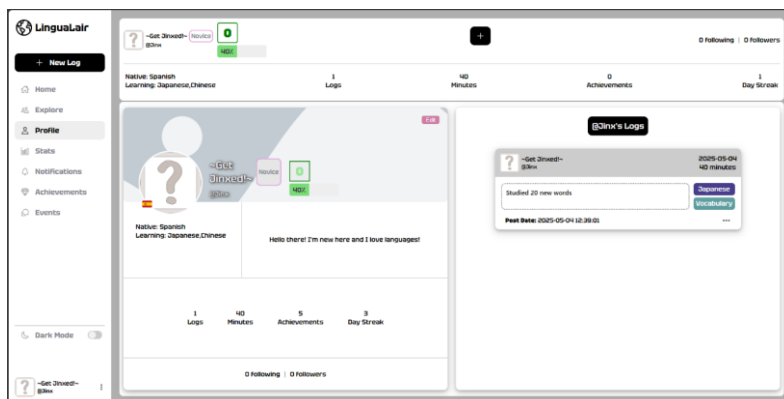 LinguaLair
+ New Log
Home
Explore
Profile
Stats
Notifications
Achievements
Events
Dark Mode
~Get Jinxed!~
@Jinx
~Get Jinxed!~ Novice 0
@Jinx
40%
+
0 following | 0 followers
Native: Spanish
Learning: Japanese,Chinese
1
Logs
40
Minutes
0
Achievements
1
Day Streak
Edit
~Get
Jinxed!~
@Jinx
Novice
0
40%
Native: Spanish
Learning: Japanese,Chinese
Hello there! I'm new here and I love languages!
1
Logs
40
Minutes
5
Achievements
3
Day Streak
0 following | 0 followers
@Jinx's Logs
~Get Jinxed!~
@Jinx
2025-05-04
40 minutes
Studied 20 new words
Japanese
Vocabulary
Post Date: 2025-05-04 12:39:01
...